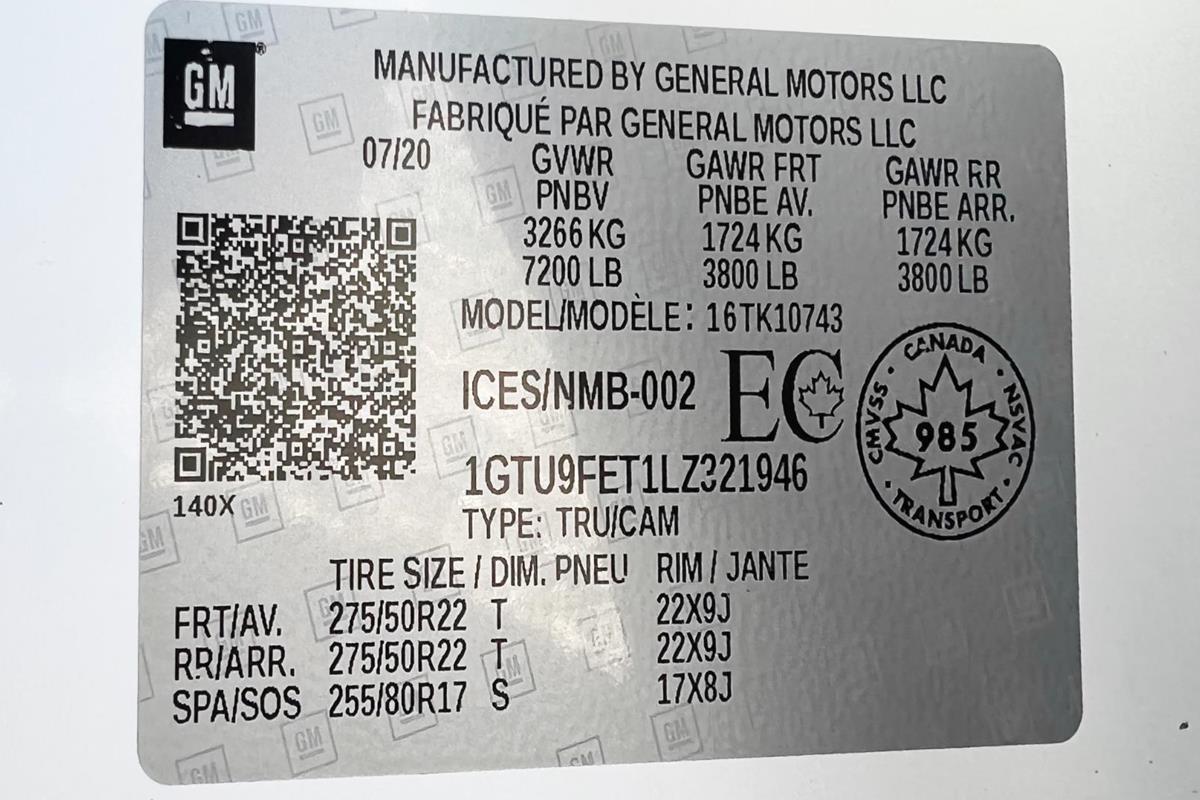 GM
MANUFACTURED BY GENERAL MOTORS LLC
FABRIQUÉ PAR GENERAL MOTORS LLC
07/20 GVWR GAWR FRT GAWR RR
PNBV PNBE AV. PNBE ARR.
3266 KG 1724 KG 1724 KG
7200 LB 3800 LB 3800 LB
MODEL/MODÈLE: 16TK10743
ICES/NMB-002 EC
CANADA
CMVSS · NSVAC
985
TRANSPORT
1GTU9FET1LZ321946
140X
TYPE: TRU/CAM
TIRE SIZE / DIM. PNEU RIM / JANTE
FRT/AV. 275/50R22 T 22X9J
RR/ARR. 275/50R22 T 22X9J
SPA/SOS 255/80R17 S 17X8J